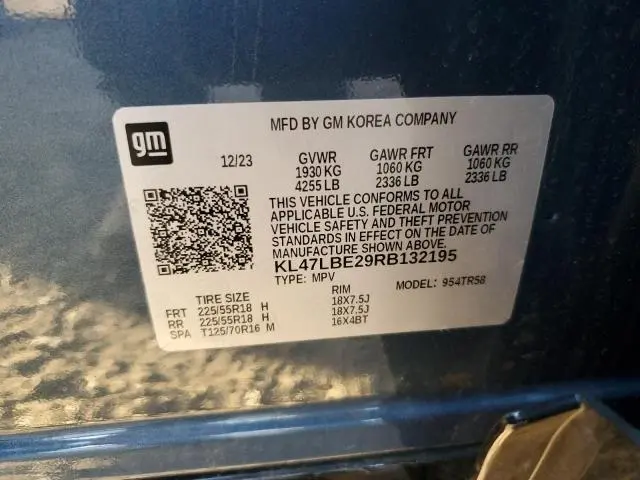 MFD BY GM KOREA COMPANY
gm
12/23 GVWR GAWR FRT GAWR RR
1930 KG 1060 KG 1060 KG
4255 LB 2336 LB 2336 LB
THIS VEHICLE CONFORMS TO ALL
APPLICABLE U.S. FEDERAL MOTOR
VEHICLE SAFETY AND THEFT PREVENTION
STANDARDS IN EFFECT ON THE DATE OF
MANUFACTURE SHOWN ABOVE.
KL47LBE29RB132195
TYPE: MPV MODEL: 954TR58
TIRE SIZE RIM
FRT 225/55R18 H 18X7.5J
RR 225/55R18 H 18X7.5J
SPA T125/70R16 M 16X4BT